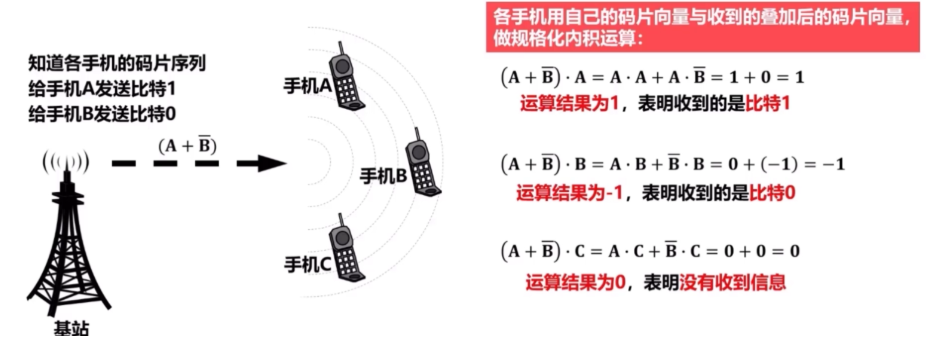 知道各手机的码片序列
给手机A发送比特1
给手机B发送比特0
(A + B̅)
手机A
手机B
手机C
基站
各手机用自己的码片向量与收到的叠加后的码片向量，
做规格化内积运算：
(A + B̅) · A = A · A + A · B̅ = 1 + 0 = 1
运算结果为1，表明收到的是比特1
(A + B̅) · B = A · B + B̅ · B = 0 + (−1) = −1
运算结果为-1，表明收到的是比特0
(A + B̅) · C = A · C + B̅ · C = 0 + 0 = 0
运算结果为0，表明没有收到信息